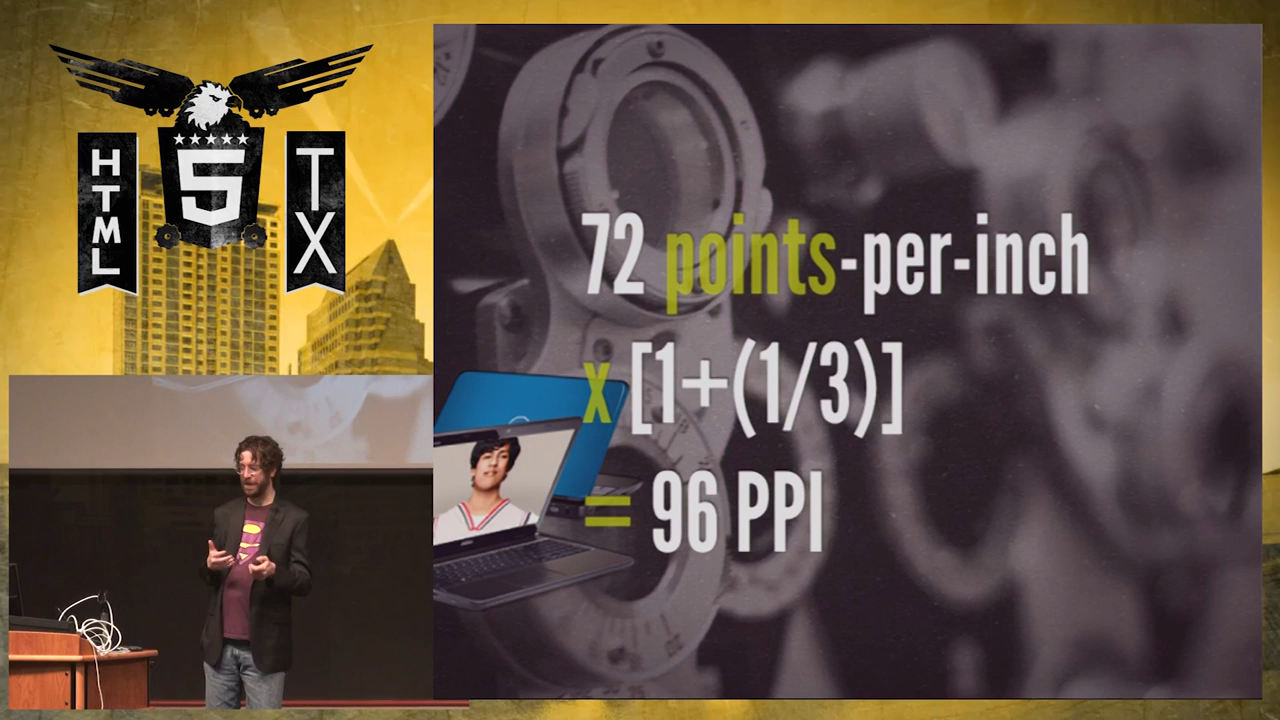 HTML
5
TX
72 points-per-inch
x [1+(1/3)]
= 96 PPI